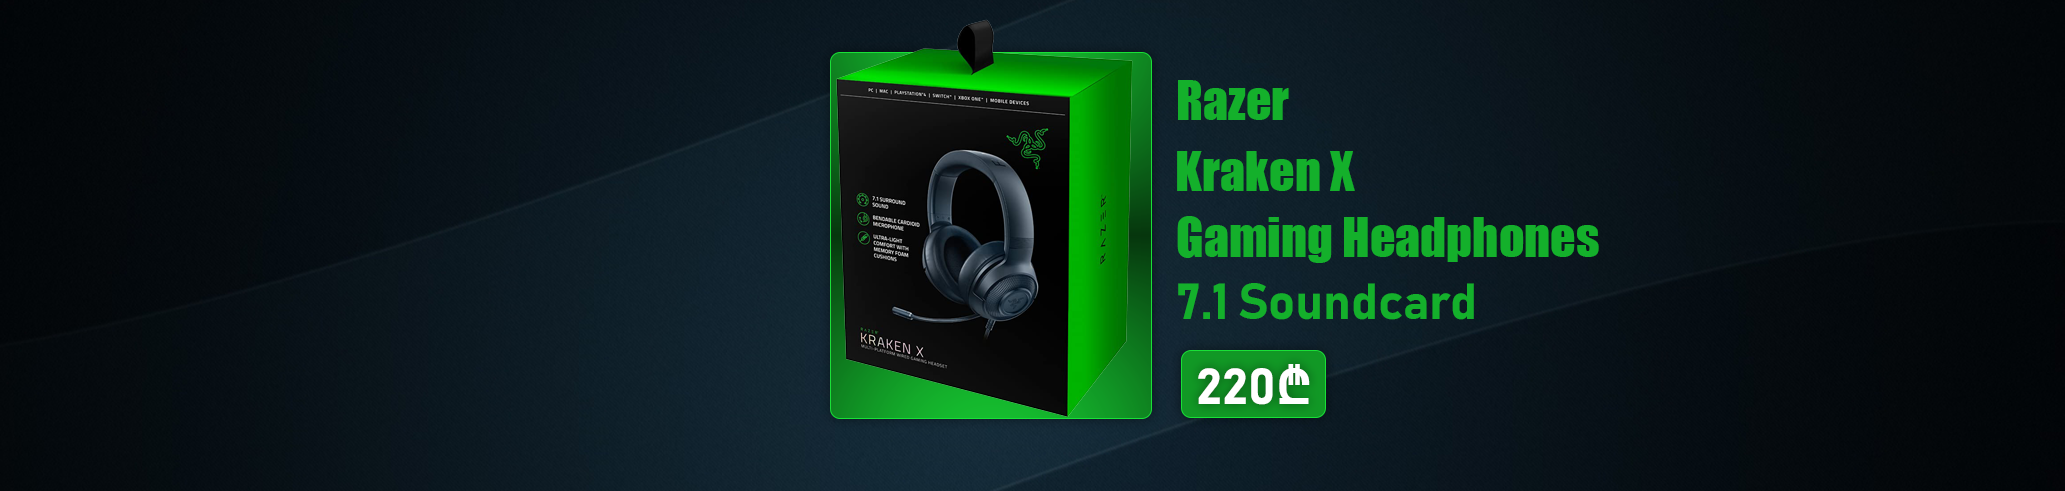 PC | MAC | PLAYSTATION®4 | SWITCH™ | XBOX ONE™ | MOBILE DEVICES
7.1 SURROUND
SOUND
BENDABLE CARDIOID
MICROPHONE
ULTRA-LIGHT
COMFORT WITH
MEMORY FOAM
CUSHIONS
RAZER
KRAKEN X
MULTI-PLATFORM WIRED GAMING HEADSET
RAZER
Razer
Kraken X
Gaming Headphones
7.1 Soundcard
220₾